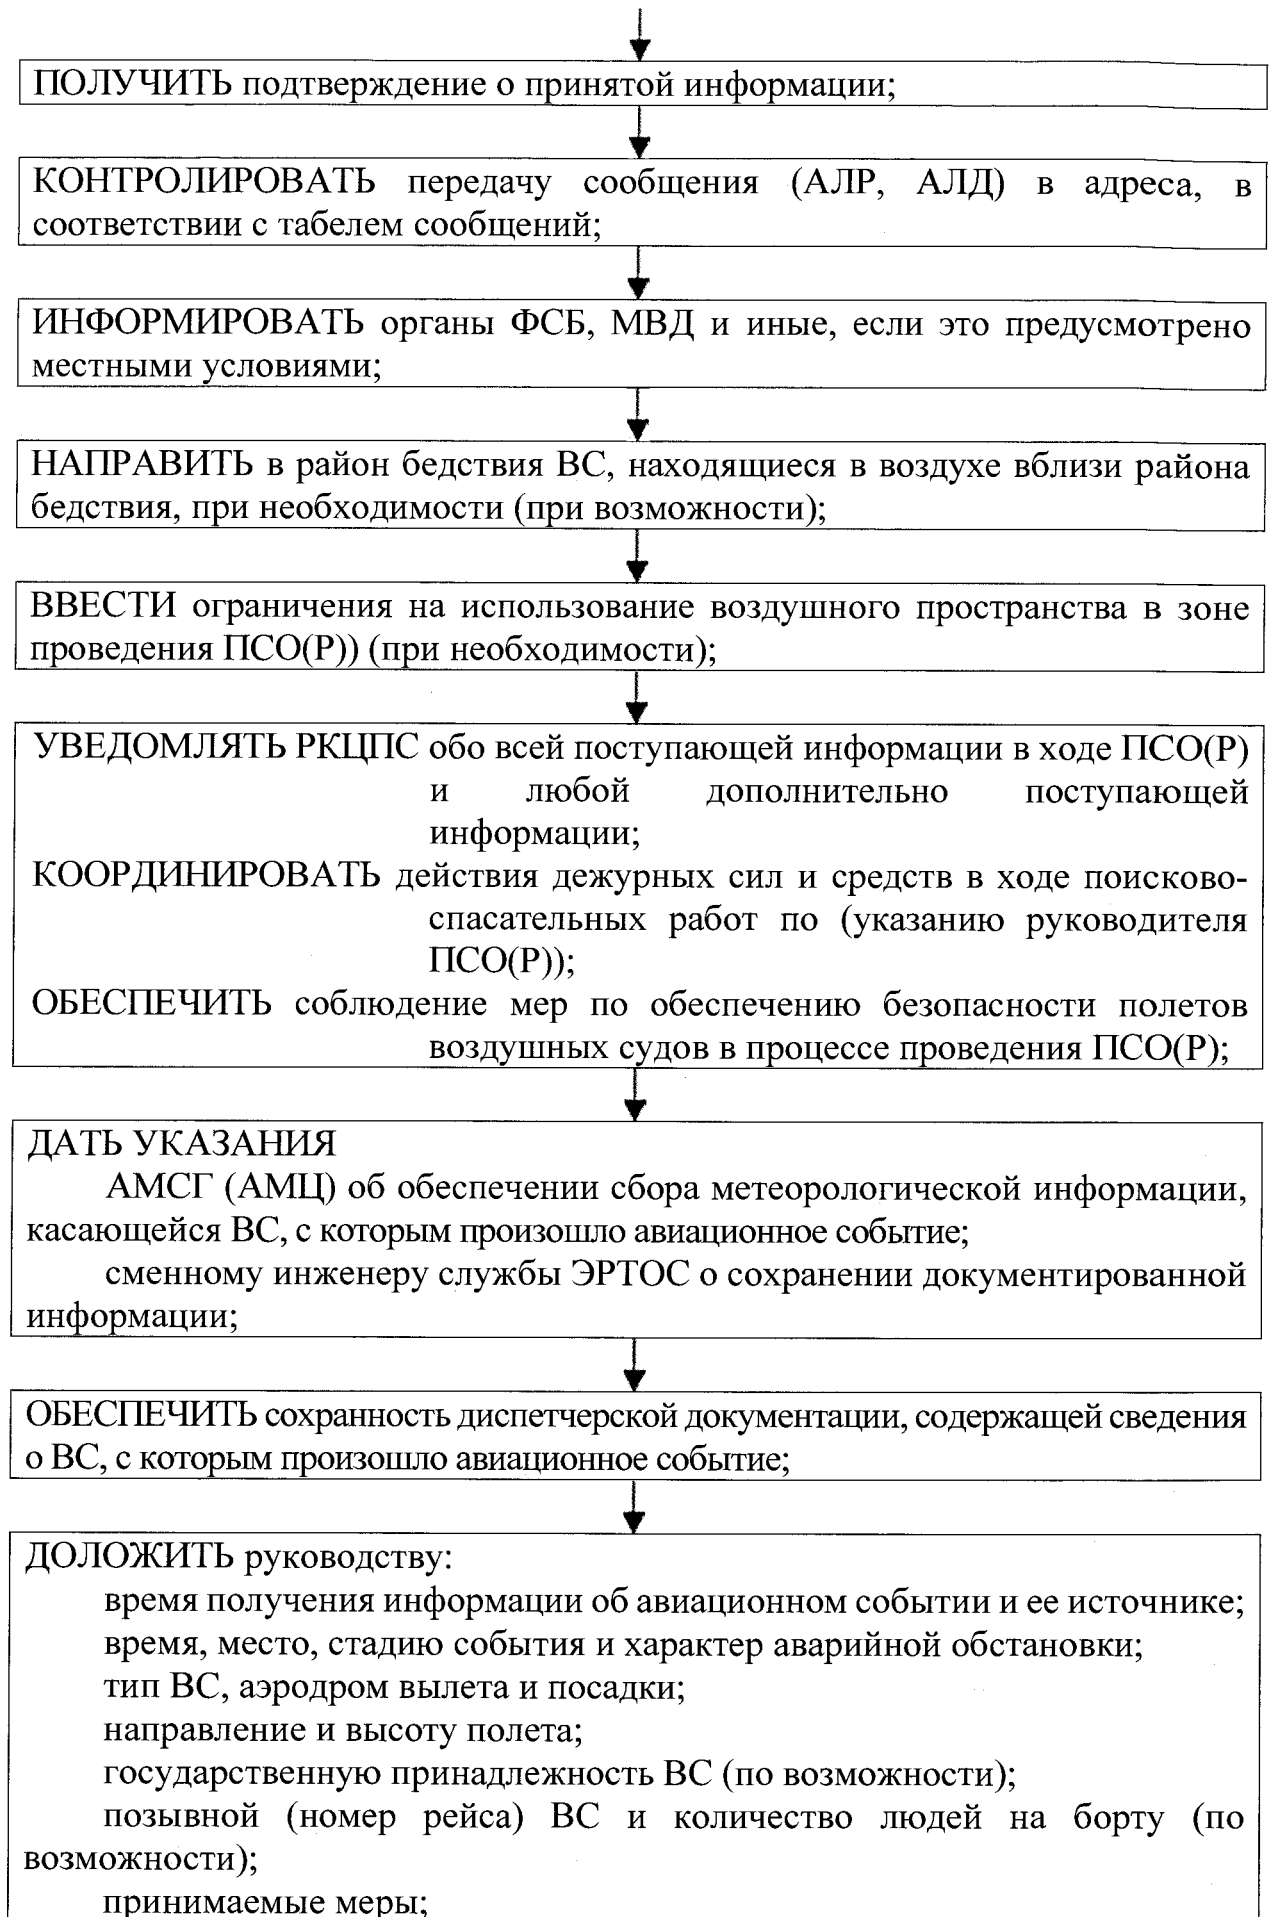 ПОЛУЧИТЬ подтверждение о принятой информации;
КОНТРОЛИРОВАТЬ передачу сообщения (АЛР, АЛД) в адреса, в
соответствии с табелем сообщений;
ИНФОРМИРОВАТЬ органы ФСБ, МВД и иные, если это предусмотрено
местными условиями;
НАПРАВИТЬ в район бедствия ВС, находящиеся в воздухе вблизи района
бедствия, при необходимости (при возможности);
ВВЕСТИ ограничения на использование воздушного пространства в зоне
проведения ПСО(Р)) (при необходимости);
УВЕДОМЛЯТЬ РКЦПС обо всей поступающей информации в ходе ПСО(Р)
и любой дополнительно поступающей
информации;
КООРДИНИРОВАТЬ действия дежурных сил и средств в ходе поисково-
спасательных работ по (указанию руководителя
ПСО(Р));
ОБЕСПЕЧИТЬ соблюдение мер по обеспечению безопасности полетов
воздушных судов в процессе проведения ПСО(Р);
ДАТЬ УКАЗАНИЯ
АМСГ (АМЦ) об обеспечении сбора метеорологической информации,
касающейся ВС, с которым произошло авиационное событие;
сменному инженеру службы ЭРТОС о сохранении документированной
информации;
ОБЕСПЕЧИТЬ сохранность диспетчерской документации, содержащей сведения
о ВС, с которым произошло авиационное событие;
ДОЛОЖИТЬ руководству:
время получения информации об авиационном событии и ее источнике;
время, место, стадию события и характер аварийной обстановки;
тип ВС, аэродром вылета и посадки;
направление и высоту полета;
государственную принадлежность ВС (по возможности);
позывной (номер рейса) ВС и количество людей на борту (по
возможности);
принимаемые меры;